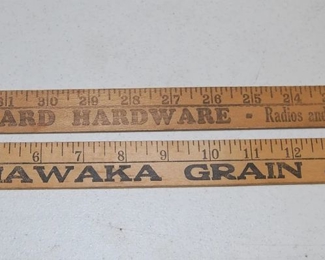 31 30 29 28 27 26 25 24
ARD HARDWARE - Radios and
6 7 8 9 10 11 12
AWAKA GRAIN